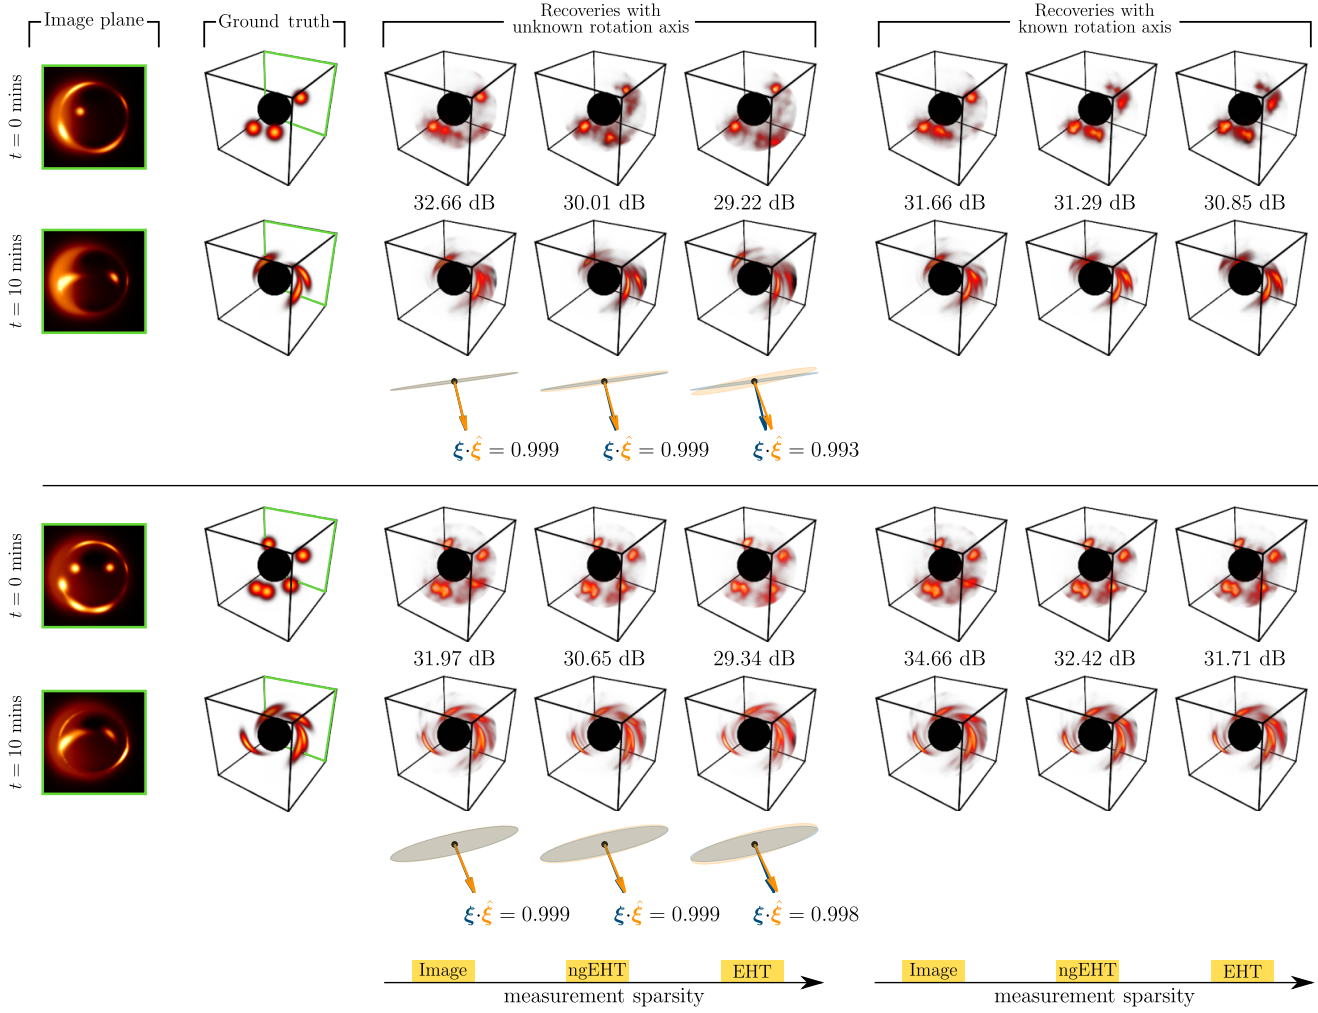 Image plane
Ground truth
Recoveries with
unknown rotation axis
Recoveries with
known rotation axis
t = 0 mins
32.66 dB
30.01 dB
29.22 dB
31.66 dB
31.29 dB
30.85 dB
t = 10 mins
ξ·ξ̂ = 0.999
ξ·ξ̂ = 0.999
ξ·ξ̂ = 0.993
t = 0 mins
31.97 dB
30.65 dB
29.34 dB
34.66 dB
32.42 dB
31.71 dB
t = 10 mins
ξ·ξ̂ = 0.999
ξ·ξ̂ = 0.999
ξ·ξ̂ = 0.998
Image
ngEHT
EHT
measurement sparsity
Image
ngEHT
EHT
measurement sparsity